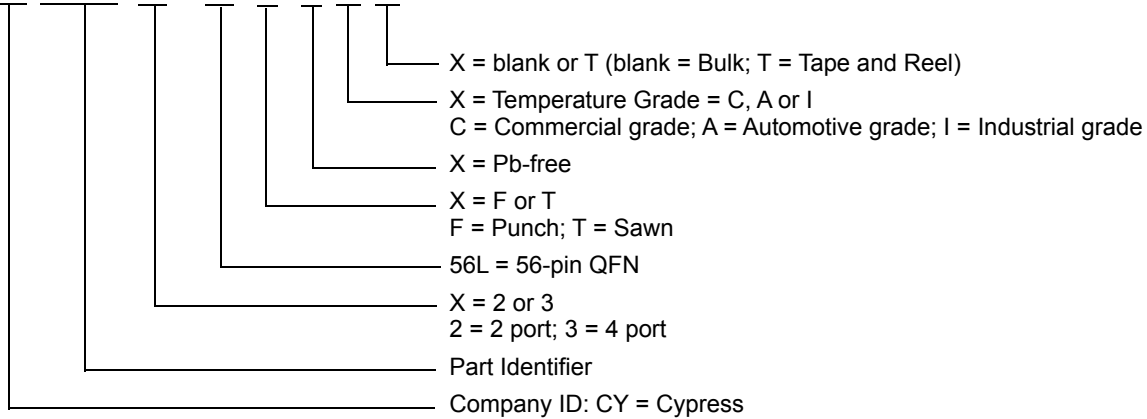 X = blank or T (blank = Bulk; T = Tape and Reel)
X = Temperature Grade = C, A or I
C = Commercial grade; A = Automotive grade; I = Industrial grade
X = Pb-free
X = F or T
F = Punch; T = Sawn
56L = 56-pin QFN
X = 2 or 3
2 = 2 port; 3 = 4 port
Part Identifier
Company ID: CY = Cypress